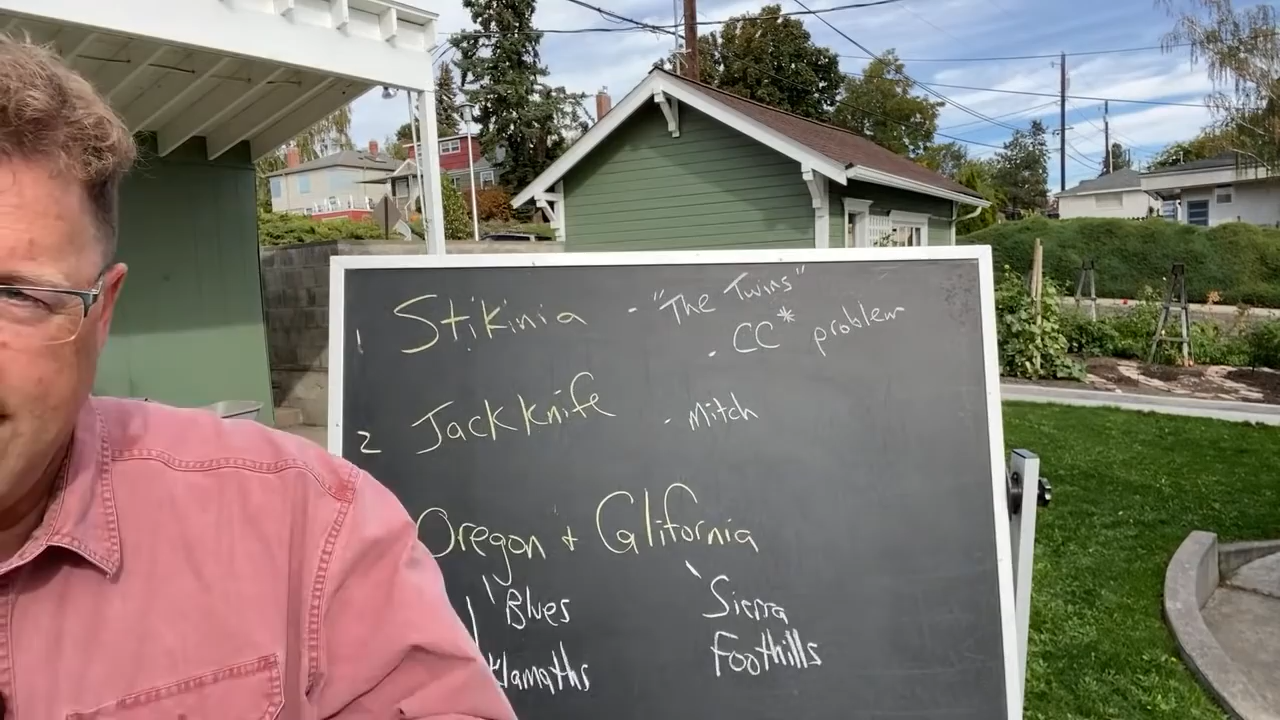 1 Stikinia - "The Twins"
- CC* problem
2 Jackknife - Mitch
Oregon + California
Blues Sierra
Klamaths Foothills